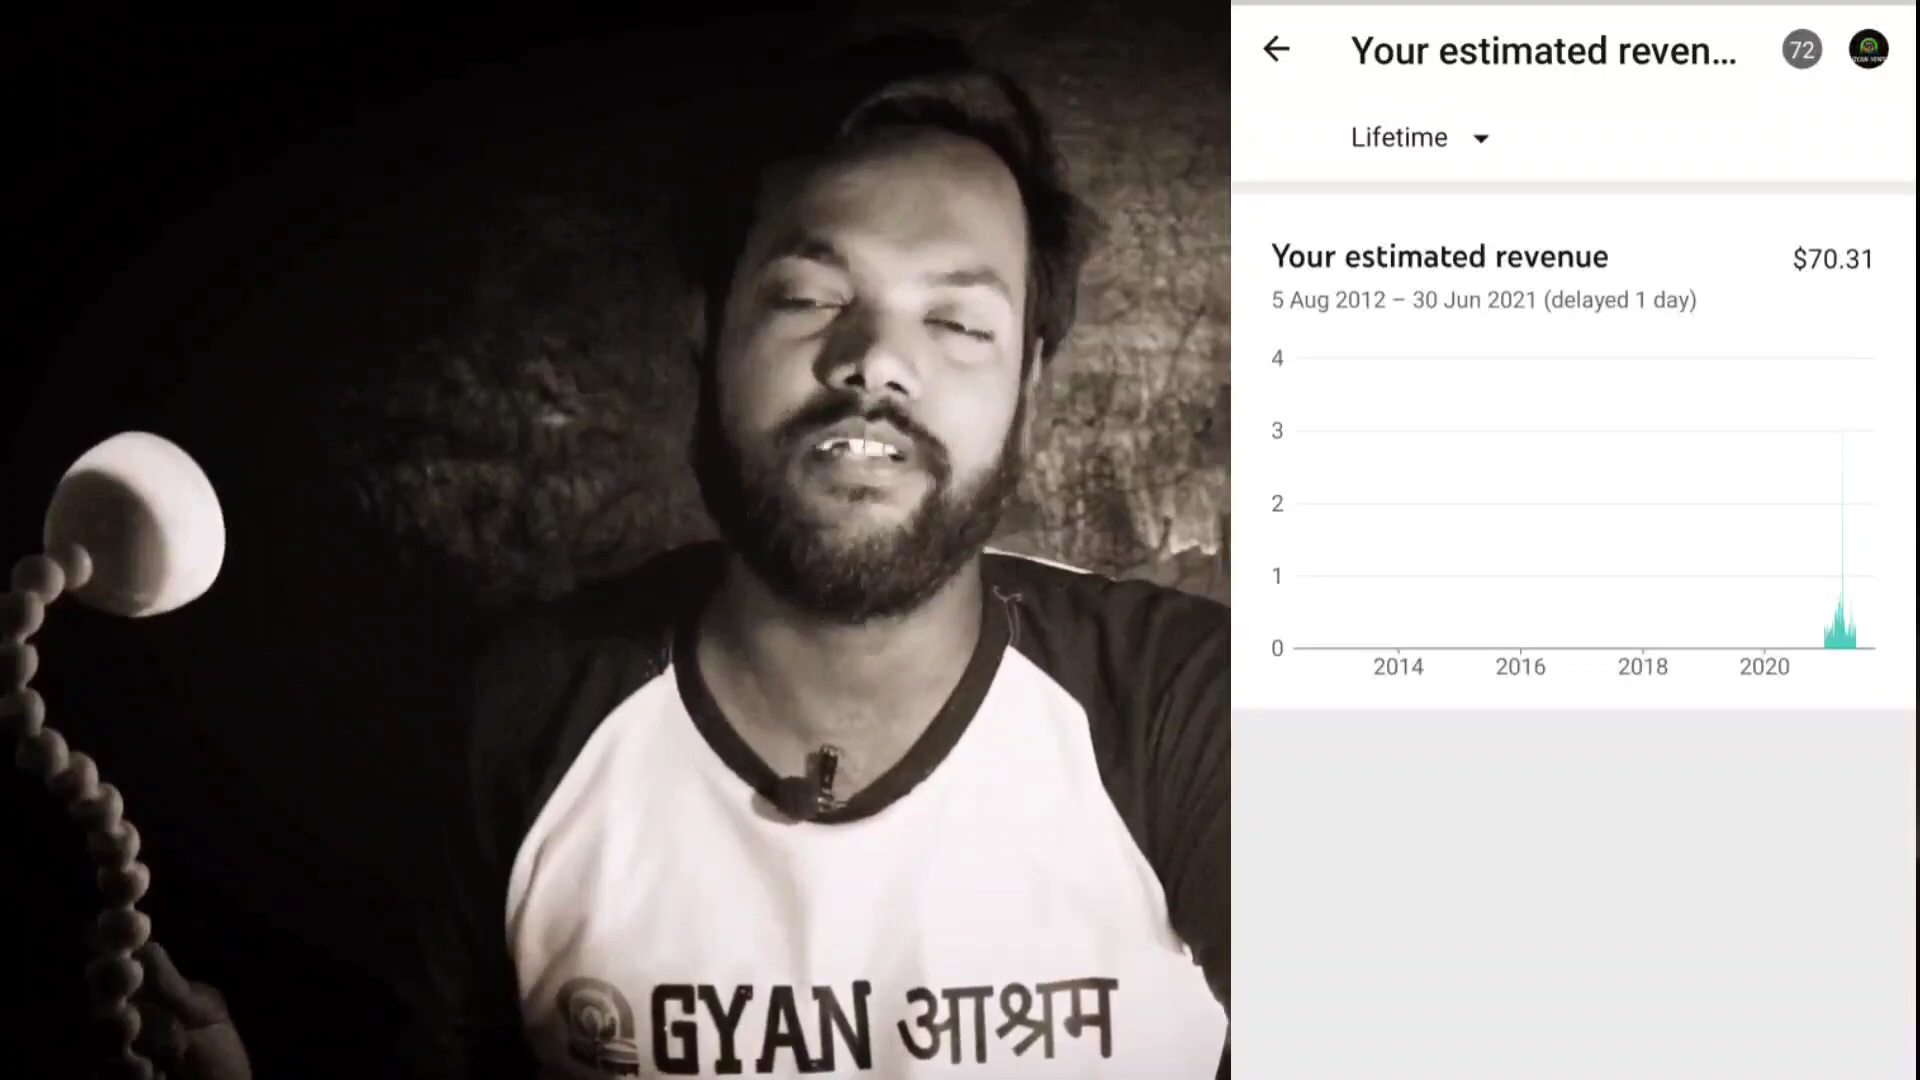 GYAN आश्रम
Your estimated reven...
72
Lifetime
Your estimated revenue
$70.31
5 Aug 2012 – 30 Jun 2021 (delayed 1 day)
4
3
2
1
0
2014
2016
2018
2020